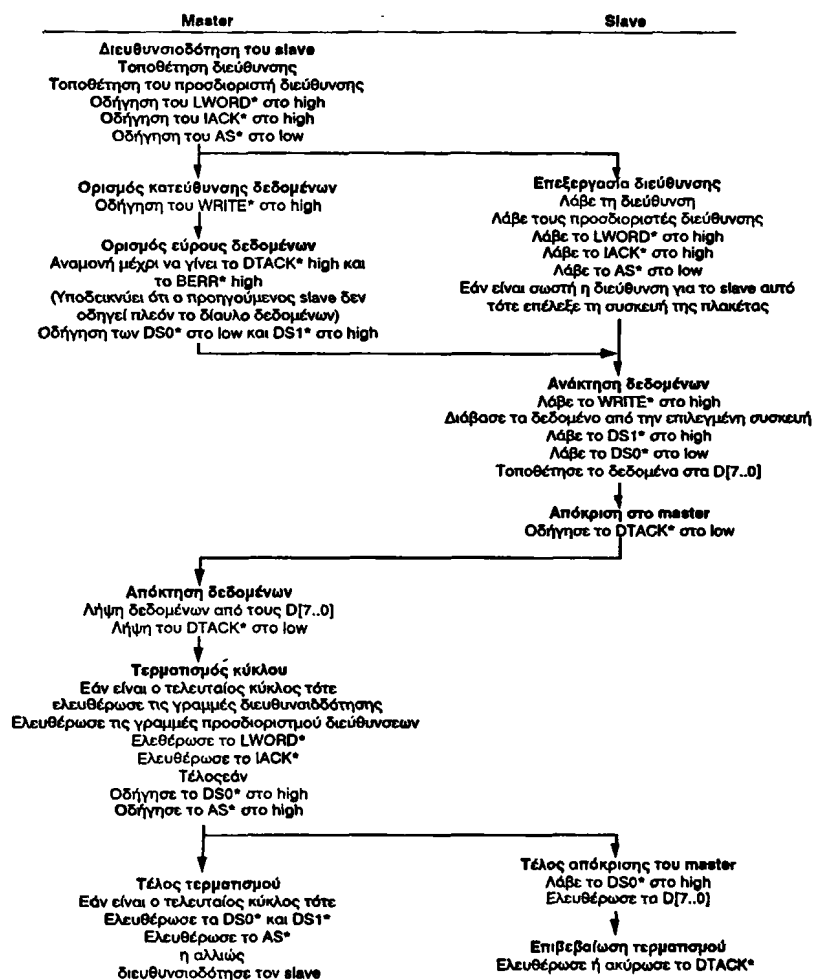 Master
Slave
Διευθυνσιοδότηση του slave
Τοποθέτηση διεύθυνσης
Τοποθέτηση του προσδιοριστή διεύθυνσης
Οδήγηση του LWORD* στο high
Οδήγηση του IACK* στο high
Οδήγηση του AS* στο low
Ορισμός κατεύθυνσης δεδομένων
Οδήγηση του WRITE* στο high
Ορισμός εύρους δεδομένων
Αναμονή μέχρι να γίνει το DTACK* high και
το BERR* high
(Υποδεικνύει ότι ο προηγούμενος slave δεν
οδηγεί πλέον το δίαυλο δεδομένων)
Οδήγηση των DS0* στο low και DS1* στο high
Επεξεργασία διεύθυνσης
Λάβε τη διεύθυνση
Λάβε τους προσδιοριστές διεύθυνσης
Λάβε το LWORD* στο high
Λάβε το IACK* στο high
Λάβε το AS* στο low
Εάν είναι σωστή η διεύθυνση για το slave αυτό
τότε επέλεξε τη συσκευή της πλακέτας
Ανάκτηση δεδομένων
Λάβε το WRITE* στο high
Διάβασε τα δεδομένο από την επιλεγμένη συσκευή
Λάβε το DS1* στο high
Λάβε το DS0* στο low
Τοποθέτησε το δεδομένα στα D[7..0]
Απόκριση στο master
Οδήγησε το DTACK* στο low
Απόκτηση δεδομένων
Λήψη δεδομένων από τους D[7..0]
Λήψη του DTACK* στο low
Τερματισμός κύκλου
Εάν είναι ο τελευταίος κύκλος τότε
ελευθέρωσε τις γραμμές διευθυνσιδδότησης
Ελευθέρωσε τις γραμμές προσδιορισμού διεύθυνσεων
Ελεθέρωσε το LWORD*
Ελευθέρωσε το IACK*
Τέλοςεάν
Οδήγησε το DS0* στο high
Οδήγησε το AS* στο high
Τέλος τερματισμού
Εάν είναι ο τελευταίος κύκλος τότε
Ελευθέρωσε τα DS0* και DS1*
Ελευθέρωσε το AS*
η αλλιώς
διευθυνσιοδότησε τον slave
Τέλος απόκρισης του master
Λάβε το DS0* στο high
Ελευθέρωσε τα D[7..0]
Επιβεβαίωση τερματισμού
Ελευθέρωσε ή ακύρωσε το DTACK*